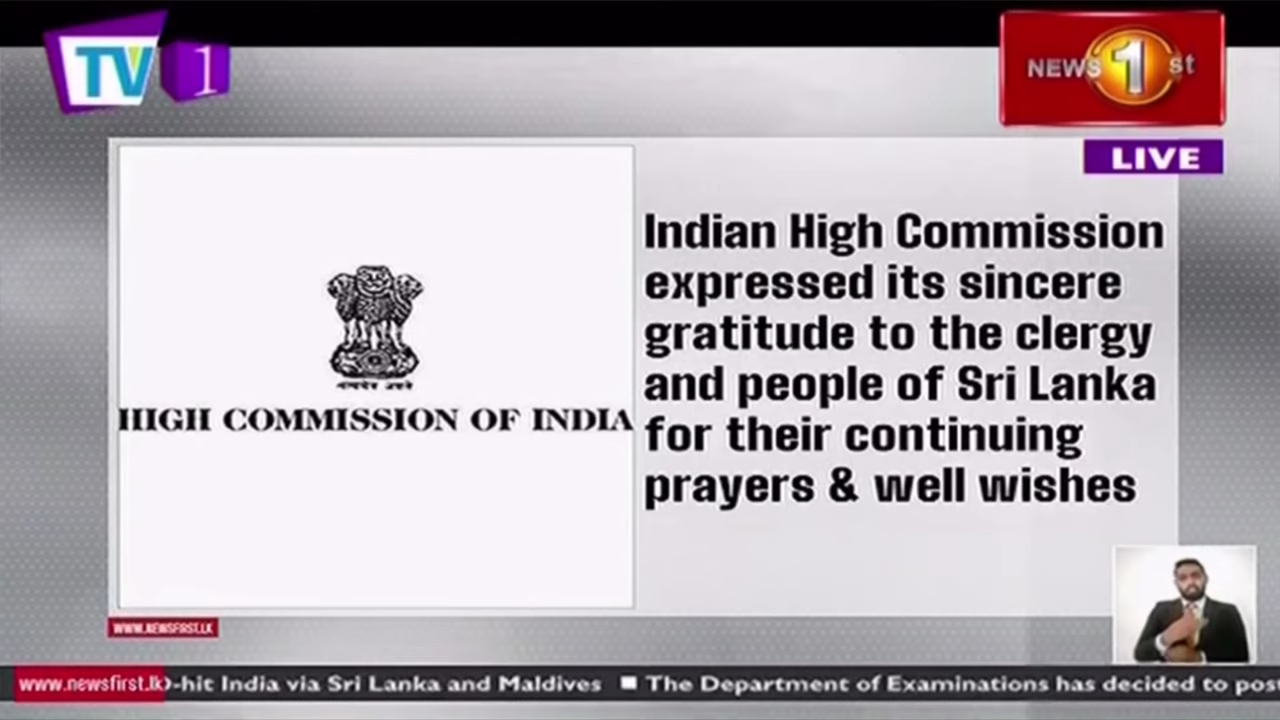 TV 1
NEWS 1st
LIVE
Indian High Commission
expressed its sincere
gratitude to the clergy
and people of Sri Lanka
for their continuing
prayers & well wishes
HIGH COMMISSION OF INDIA
WWW.NEWSFIRST.LK
www.newsfirst.lk -hit India via Sri Lanka and Maldives ■ The Department of Examinations has decided to post